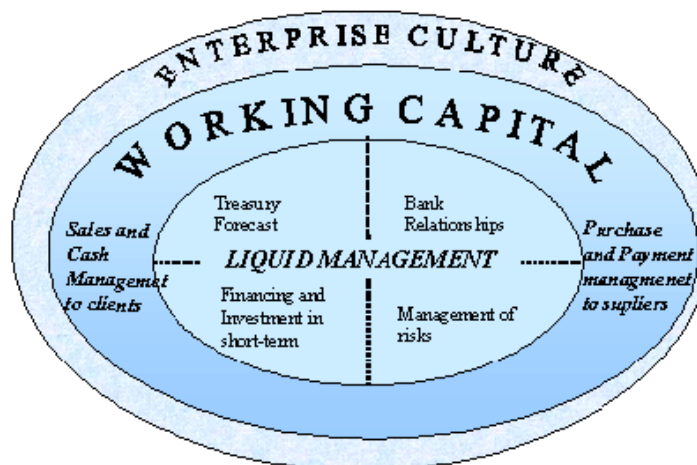 ENTERPRISE CULTURE
WORKING CAPITAL
Treasury
Forecast
Bank
Relationships
Sales and
Cash
Managemet
to clients
LIQUID MANAGEMENT
Purchase
and Payment
managmenet
to supliers
Financing and
Investment in
short-term
Management of
risks